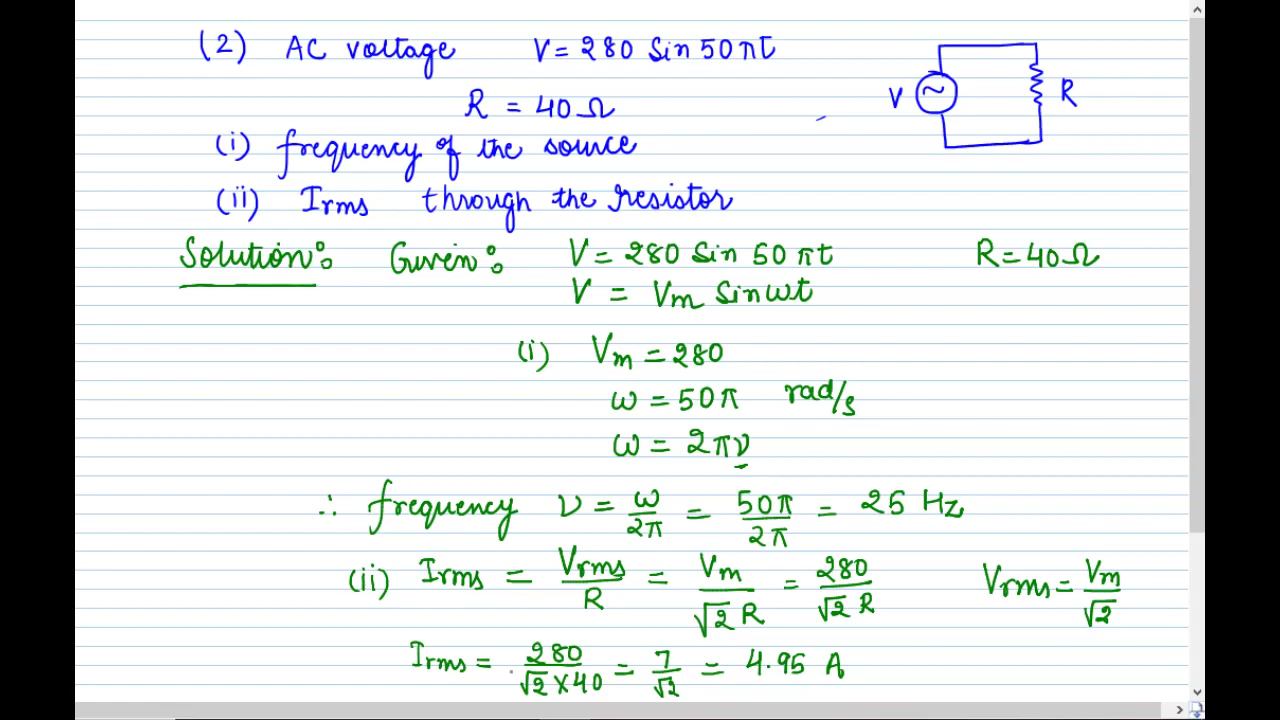 (2) AC voltage V = 280 Sin 50πt
R = 40Ω
V ~ R
(i) frequency of the source
(ii) Irms through the resistor
Solution: Given: V = 280 Sin 50πt R = 40Ω
V = Vm Sinωt
(i) Vm = 280
ω = 50π rad/s
ω = 2πν
∴ frequency ν = ω/2π = 50π/2π = 25 Hz
(ii) Irms = Vrms/R = Vm/√2 R = 280/√2 R Vrms = Vm/√2
Irms = 280/√2 × 40 = 7/√2 = 4.95 A